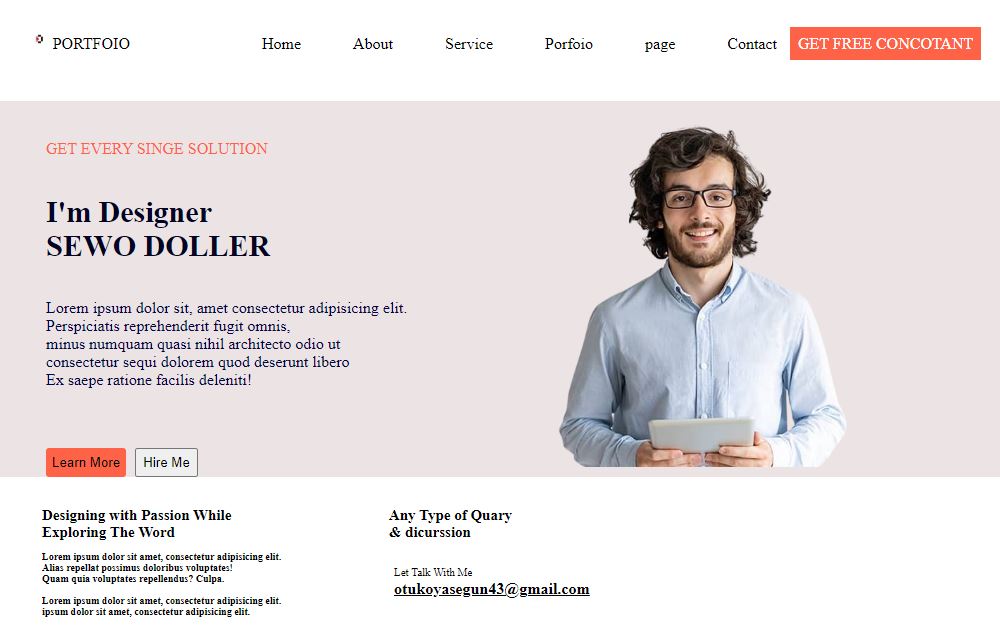 PORTFOIO
Home About Service Porfoio page Contact GET FREE CONCOTANT
GET EVERY SINGE SOLUTION
I'm Designer
SEWO DOLLER
Lorem ipsum dolor sit, amet consectetur adipisicing elit.
Perspiciatis reprehenderit fugit omnis,
minus numquam quasi nihil architecto odio ut
consectetur sequi dolorem quod deserunt libero
Ex saepe ratione facilis deleniti!
Learn More Hire Me
Designing with Passion While
Exploring The Word
Lorem ipsum dolor sit amet, consectetur adipisicing elit.
Alias repellat possimus doloribus voluptates!
Quam quia voluptates repellendus? Culpa.
Lorem ipsum dolor sit amet, consectetur adipisicing elit.
ipsum dolor sit amet, consectetur adipisicing elit.
Any Type of Quary
& dicurssion
Let Talk With Me
otukoyasegun43@gmail.com